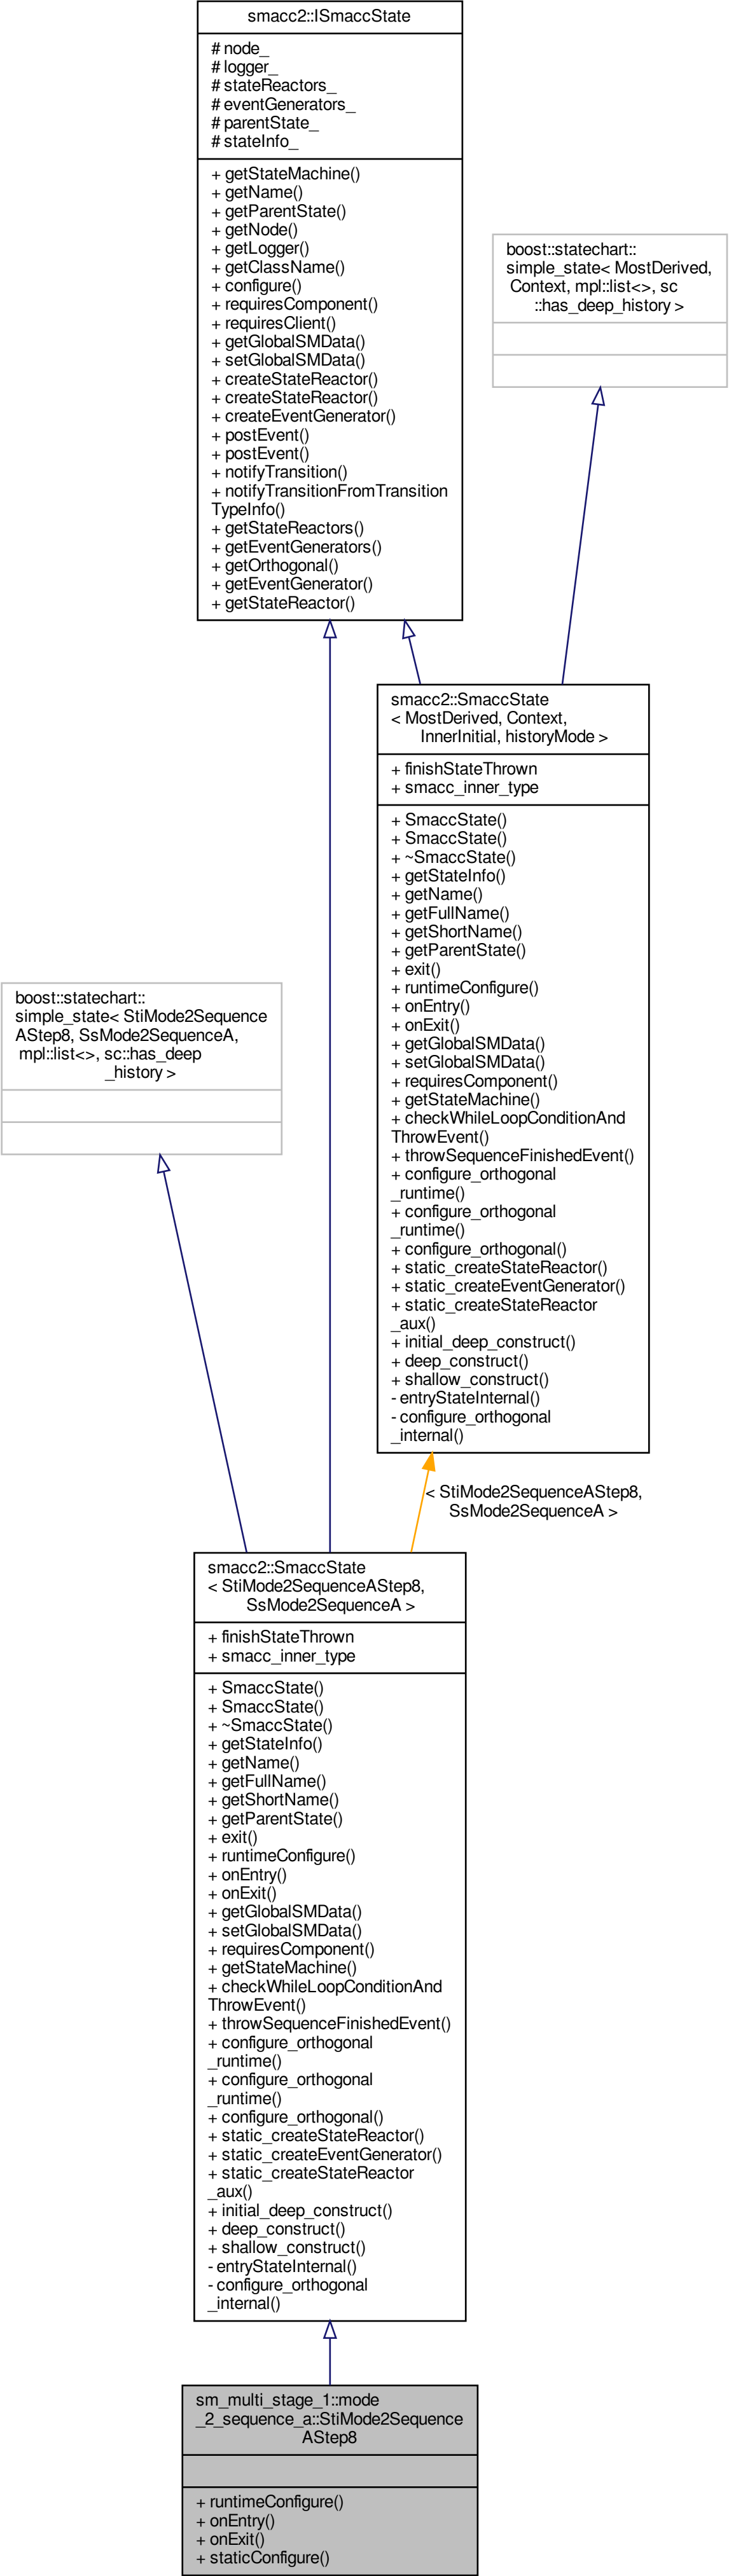 smacc2::ISmaccState
# node_
# logger_
# stateReactors_
# eventGenerators_
# parentState_
# stateInfo_
+ getStateMachine()
+ getName()
+ getParentState()
+ getNode()
+ getLogger()
+ getClassName()
+ configure()
+ requiresComponent()
+ requiresClient()
+ getGlobalSMData()
+ setGlobalSMData()
+ createStateReactor()
+ createStateReactor()
+ createEventGenerator()
+ postEvent()
+ postEvent()
+ notifyTransition()
+ notifyTransitionFromTransition
TypeInfo()
+ getStateReactors()
+ getEventGenerators()
+ getOrthogonal()
+ getEventGenerator()
+ getStateReactor()
boost::statechart::
simple_state< MostDerived,
Context, mpl::list<>, sc
::has_deep_history >
smacc2::SmaccState
< MostDerived, Context,
InnerInitial, historyMode >
+ finishStateThrown
+ smacc_inner_type
+ SmaccState()
+ SmaccState()
+ ~SmaccState()
+ getStateInfo()
+ getName()
+ getFullName()
+ getShortName()
+ getParentState()
+ exit()
+ runtimeConfigure()
+ onEntry()
+ onExit()
+ getGlobalSMData()
+ setGlobalSMData()
+ requiresComponent()
+ getStateMachine()
+ checkWhileLoopConditionAnd
ThrowEvent()
+ throwSequenceFinishedEvent()
+ configure_orthogonal
_runtime()
+ configure_orthogonal
_runtime()
+ configure_orthogonal()
+ static_createStateReactor()
+ static_createEventGenerator()
+ static_createStateReactor
_aux()
+ initial_deep_construct()
+ deep_construct()
+ shallow_construct()
- entryStateInternal()
- configure_orthogonal
_internal()
boost::statechart::
simple_state< StiMode2Sequence
AStep8, SsMode2SequenceA,
mpl::list<>, sc::has_deep
_history >
< StiMode2SequenceAStep8,
SsMode2SequenceA >
smacc2::SmaccState
< StiMode2SequenceAStep8,
SsMode2SequenceA >
+ finishStateThrown
+ smacc_inner_type
+ SmaccState()
+ SmaccState()
+ ~SmaccState()
+ getStateInfo()
+ getName()
+ getFullName()
+ getShortName()
+ getParentState()
+ exit()
+ runtimeConfigure()
+ onEntry()
+ onExit()
+ getGlobalSMData()
+ setGlobalSMData()
+ requiresComponent()
+ getStateMachine()
+ checkWhileLoopConditionAnd
ThrowEvent()
+ throwSequenceFinishedEvent()
+ configure_orthogonal
_runtime()
+ configure_orthogonal
_runtime()
+ configure_orthogonal()
+ static_createStateReactor()
+ static_createEventGenerator()
+ static_createStateReactor
_aux()
+ initial_deep_construct()
+ deep_construct()
+ shallow_construct()
- entryStateInternal()
- configure_orthogonal
_internal()
sm_multi_stage_1::mode
_2_sequence_a::StiMode2Sequence
AStep8
+ runtimeConfigure()
+ onEntry()
+ onExit()
+ staticConfigure()